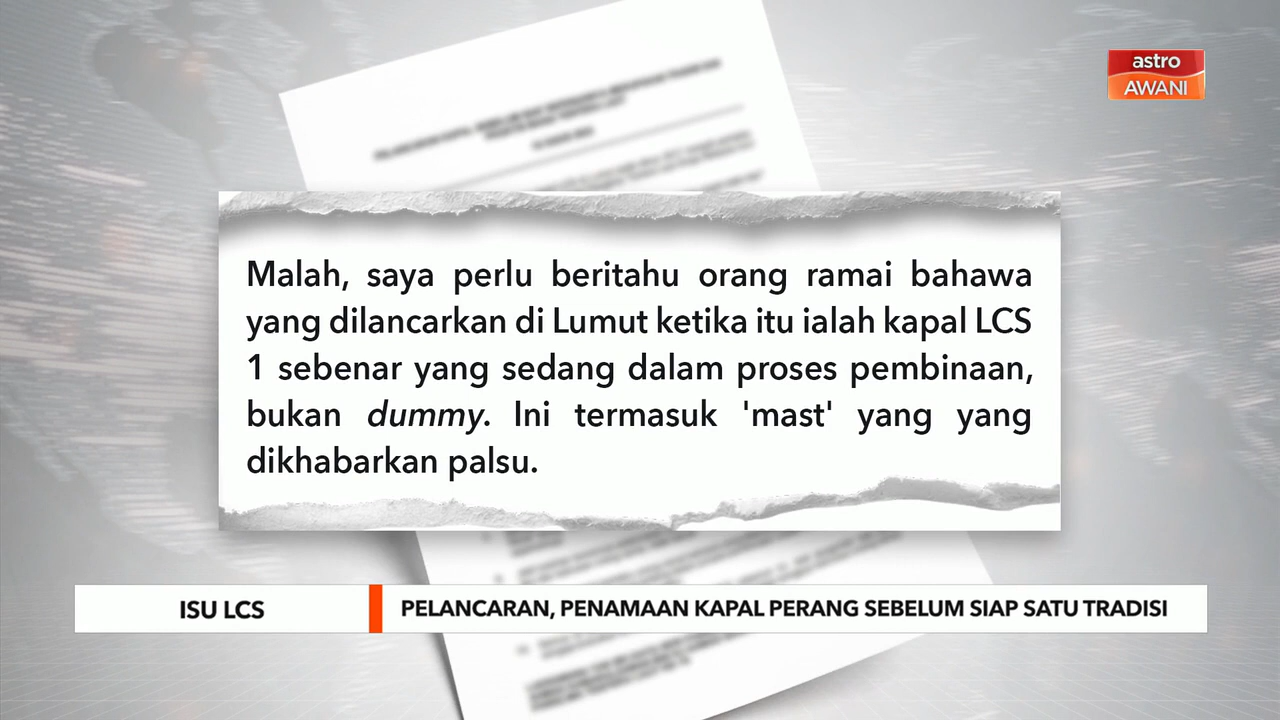 astro
AWANI
Malah, saya perlu beritahu orang ramai bahawa
yang dilancarkan di Lumut ketika itu ialah kapal LCS
1 sebenar yang sedang dalam proses pembinaan,
bukan dummy. Ini termasuk 'mast' yang yang
dikhabarkan palsu.
ISU LCS
PELANCARAN, PENAMAAN KAPAL PERANG SEBELUM SIAP SATU TRADISI